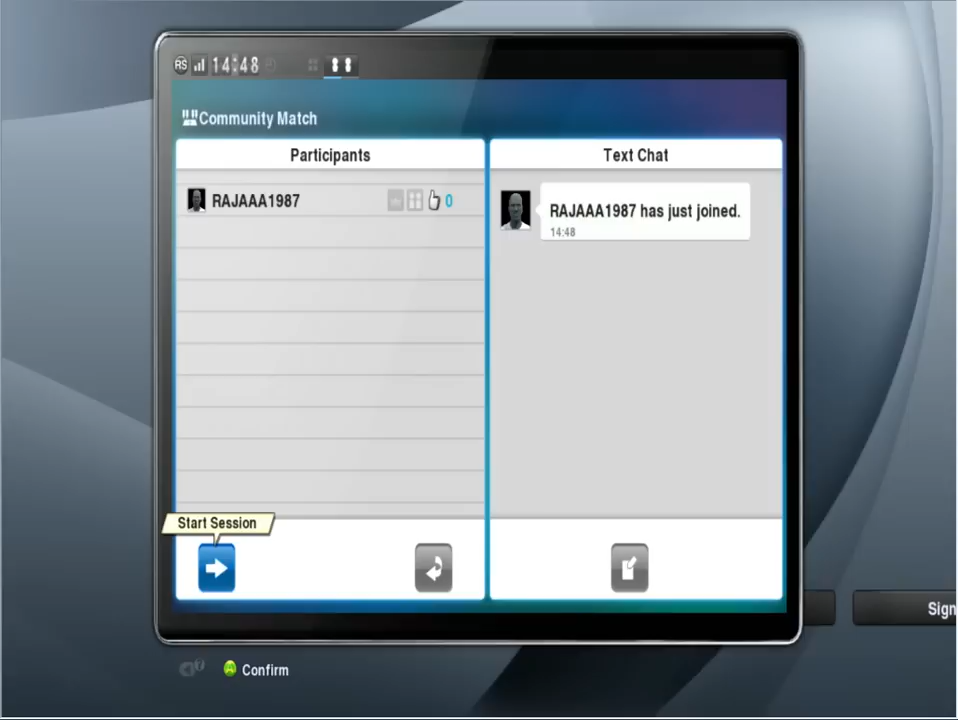 RS 14:48
Community Match
Participants
Text Chat
RAJAAA1987
0
RAJAAA1987 has just joined.
14:48
Start Session
Sign
Confirm